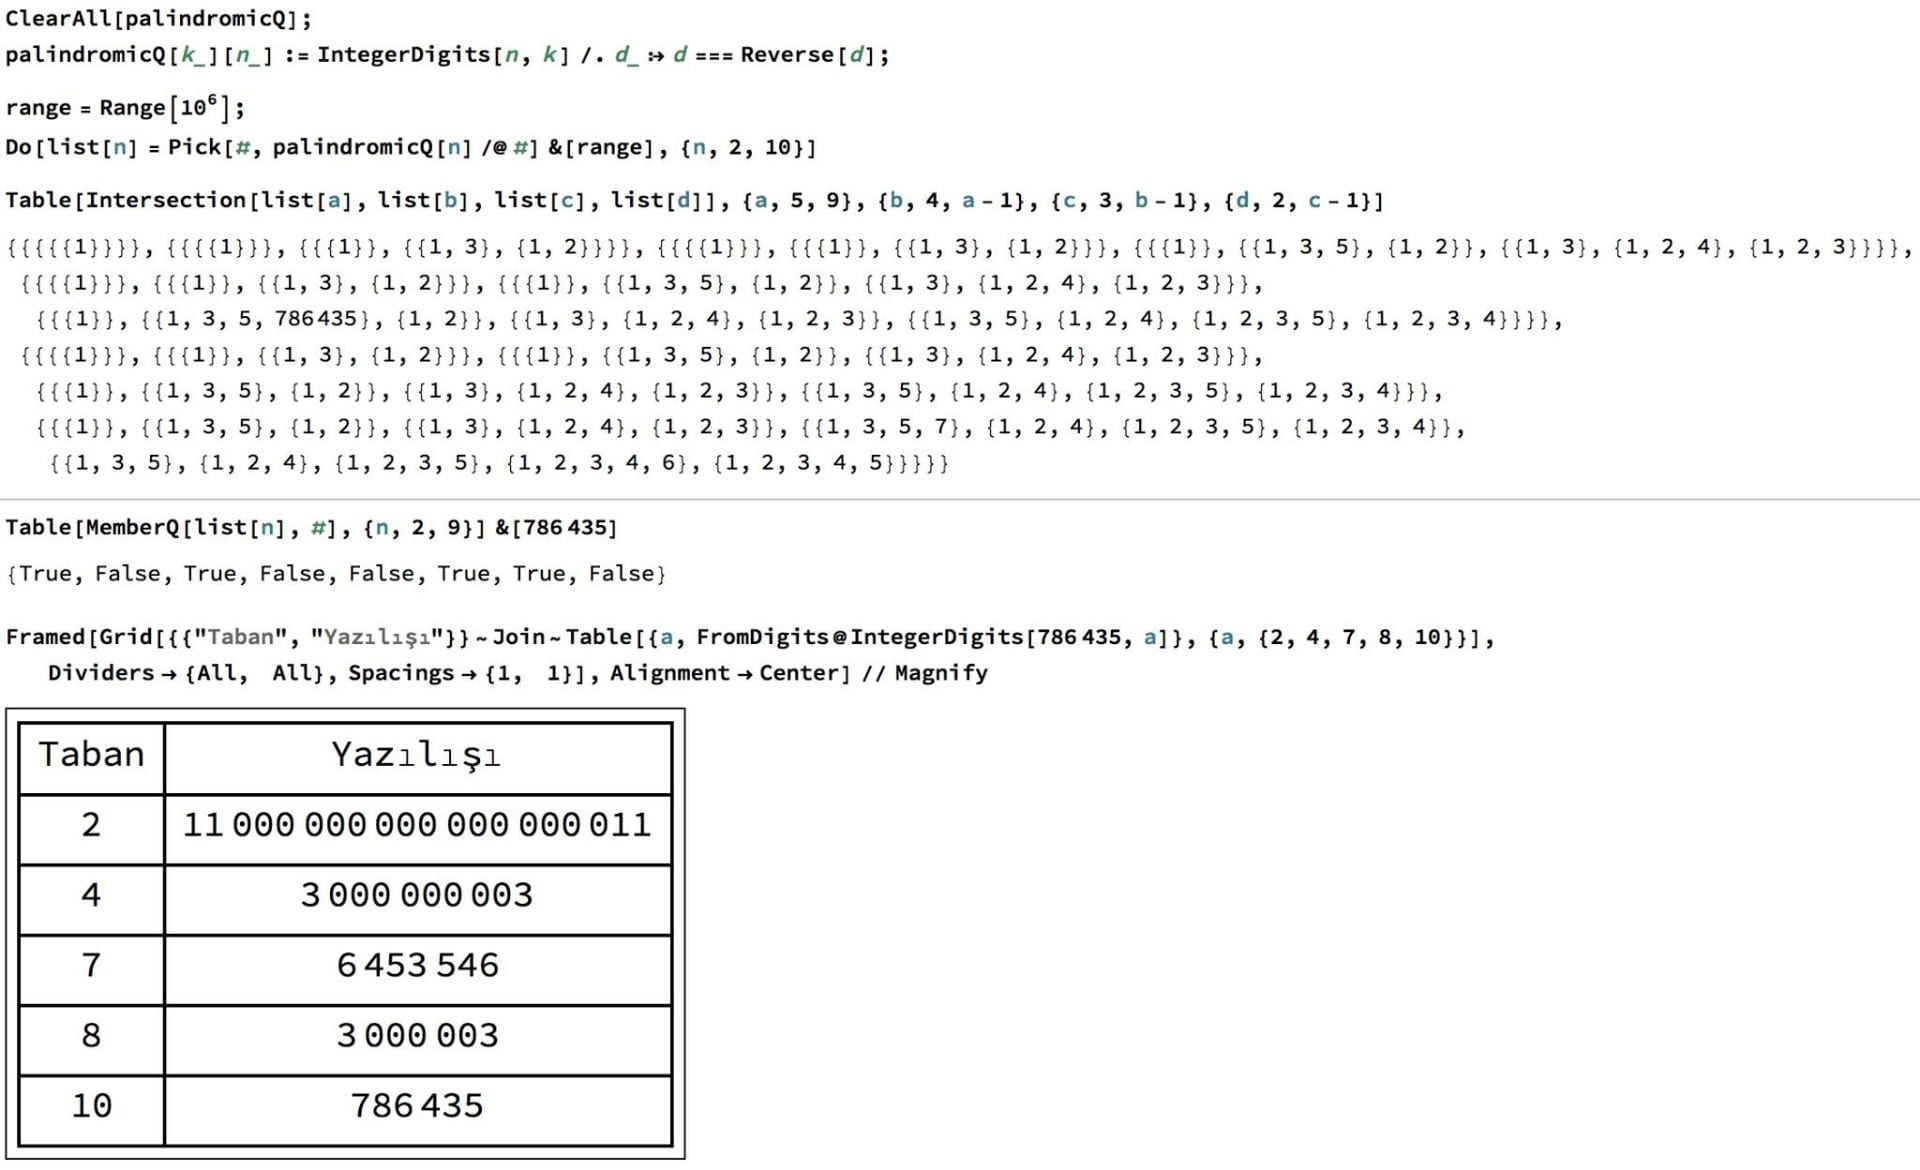 ClearAll[palindromicQ];
palindromicQ[k_][n_] := IntegerDigits[n, k] /. d_ :→ d === Reverse[d];
range = Range[10⁶];
Do[list[n] = Pick[#, palindromicQ[n] /@ #] &[range], {n, 2, 10}]
Table[Intersection[list[a], list[b], list[c], list[d]], {a, 5, 9}, {b, 4, a - 1}, {c, 3, b - 1}, {d, 2, c - 1}]
{{{{{1}}}}, {{{{1}}}, {{{1}}, {{1, 3}, {1, 2}}}}, {{{{1}}}, {{{1}}, {{1, 3}, {1, 2}}}, {{{1}}, {{1, 3, 5}, {1, 2}}, {{1, 3}, {1, 2, 4}, {1, 2, 3}}}},
{{{{1}}}, {{{1}}, {{1, 3}, {1, 2}}}, {{{1}}, {{1, 3, 5}, {1, 2}}, {{1, 3}, {1, 2, 4}, {1, 2, 3}}},
{{{1}}, {{1, 3, 5, 786435}, {1, 2}}, {{1, 3}, {1, 2, 4}, {1, 2, 3}}, {{1, 3, 5}, {1, 2, 4}, {1, 2, 3, 5}, {1, 2, 3, 4}}}},
{{{{1}}}, {{{1}}, {{1, 3}, {1, 2}}}, {{{1}}, {{1, 3, 5}, {1, 2}}, {{1, 3}, {1, 2, 4}, {1, 2, 3}}},
{{{1}}, {{1, 3, 5}, {1, 2}}, {{1, 3}, {1, 2, 4}, {1, 2, 3}}, {{1, 3, 5}, {1, 2, 4}, {1, 2, 3, 5}, {1, 2, 3, 4}}},
{{{1}}, {{1, 3, 5}, {1, 2}}, {{1, 3}, {1, 2, 4}, {1, 2, 3}}, {{1, 3, 5, 7}, {1, 2, 4}, {1, 2, 3, 5}, {1, 2, 3, 4}},
{{1, 3, 5}, {1, 2, 4}, {1, 2, 3, 5}, {1, 2, 3, 4, 6}, {1, 2, 3, 4, 5}}}}}
Table[MemberQ[list[n], #], {n, 2, 9}] &[786 435]
{True, False, True, False, False, True, True, False}
Framed[Grid[{{"Taban", "Yazılışı"}} ~ Join ~ Table[{a, FromDigits@IntegerDigits[786 435, a]}, {a, {2, 4, 7, 8, 10}}],
Dividers → {All, All}, Spacings → {1, 1}], Alignment → Center] // Magnify
Taban Yazılışı
2 11 000 000 000 000 000 011
4 3 000 000 003
7 6 453 546
8 3 000 003
10 786 435